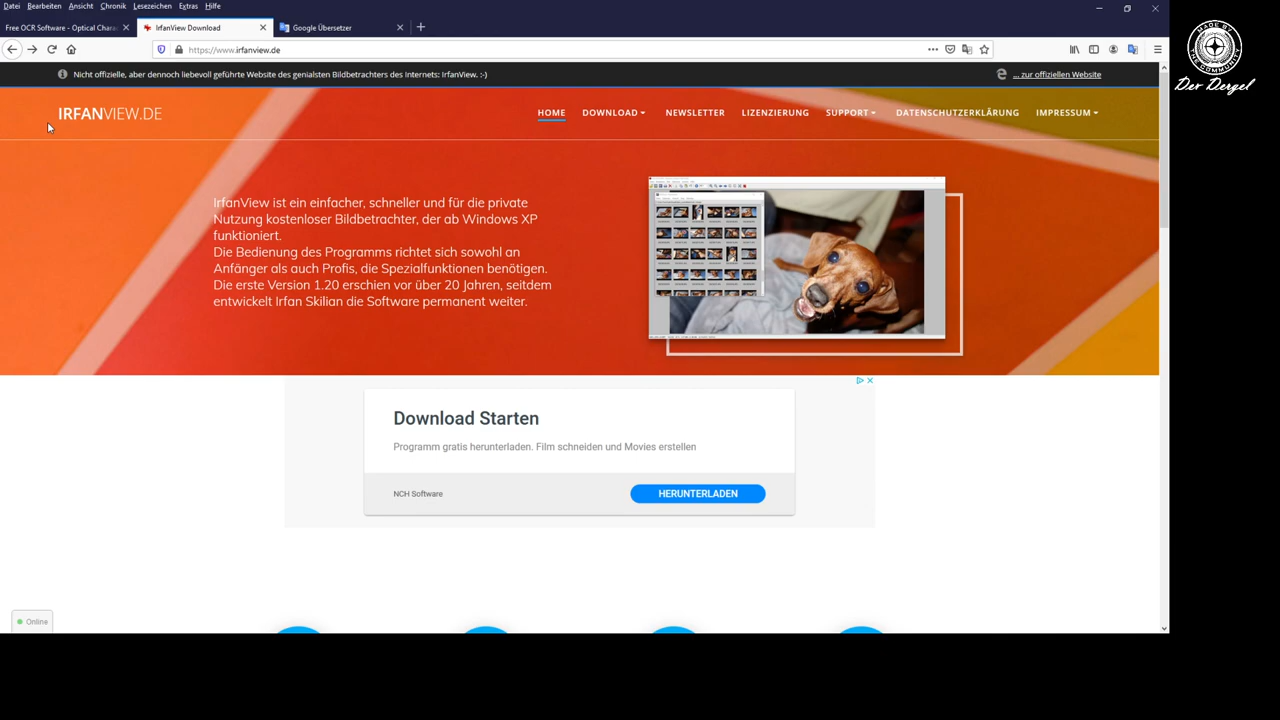 Datei Bearbeiten Ansicht Chronik Lesezeichen Extras Hilfe
Free OCR Software - Optical Chara
IrfanView Download
Google Übersetzer
https://www.irfanview.de
Nicht offizielle, aber dennoch liebevoll geführte Website des genialsten Bildbetrachters des Internets: IrfanView. :-)
... zur offiziellen Website
IRFANVIEW.DE
HOME DOWNLOAD NEWSLETTER LIZENZIERUNG SUPPORT DATENSCHUTZERKLÄRUNG IMPRESSUM
IrfanView ist ein einfacher, schneller und für die private
Nutzung kostenloser Bildbetrachter, der ab Windows XP
funktioniert.
Die Bedienung des Programms richtet sich sowohl an
Anfänger als auch Profis, die Spezialfunktionen benötigen.
Die erste Version 1.20 erschien vor über 20 Jahren, seitdem
entwickelt Irfan Skilian die Software permanent weiter.
Download Starten
Programm gratis herunterladen. Film schneiden und Movies erstellen
NCH Software
HERUNTERLADEN
Online
MADE BY
THE COMMUNITY
Der Dergel